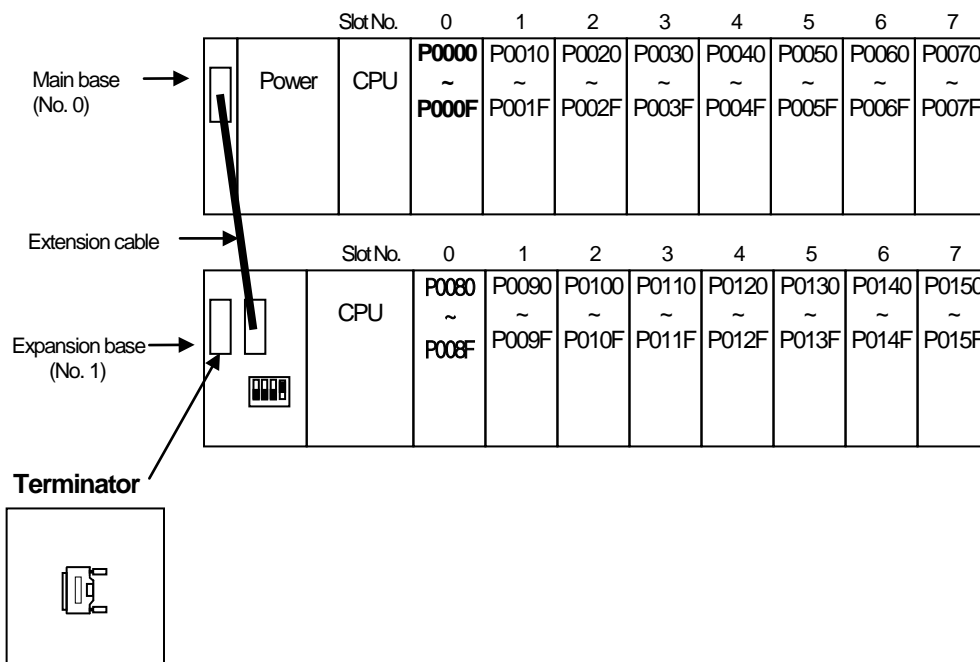 Slot No. 0 1 2 3 4 5 6 7
Main base
(No. 0)
Power
CPU
P0000 ~ P000F
P0010 ~ P001F
P0020 ~ P002F
P0030 ~ P003F
P0040 ~ P004F
P0050 ~ P005F
P0060 ~ P006F
P0070 ~ P007F
Extension cable
Slot No. 0 1 2 3 4 5 6 7
Expansion base
(No. 1)
CPU
P0080 ~ P008F
P0090 ~ P009F
P0100 ~ P010F
P0110 ~ P011F
P0120 ~ P012F
P0130 ~ P013F
P0140 ~ P014F
P0150 ~ P015F
Terminator